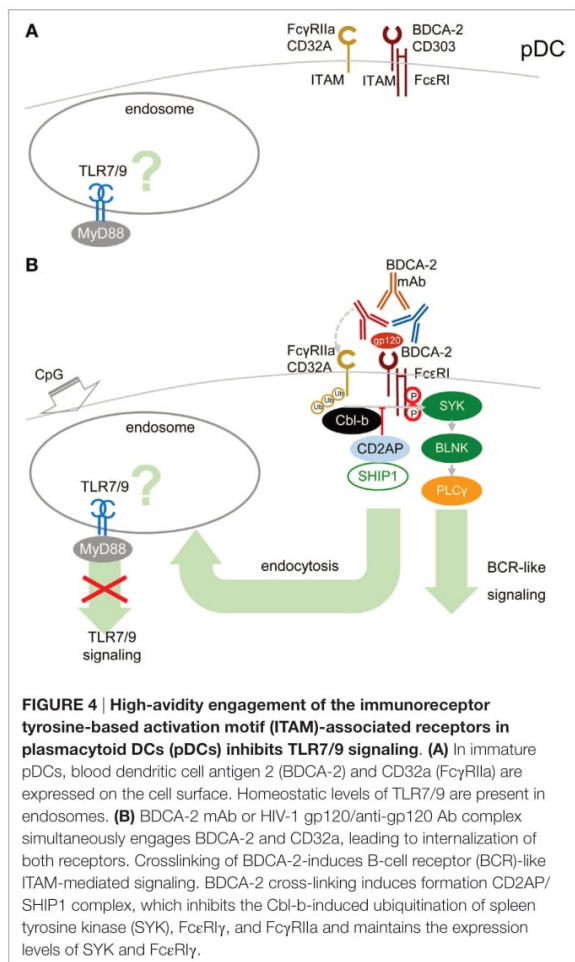 A
FcγRIIa
CD32A
BDCA-2
CD303
pDC
ITAM
ITAM
FcεRI
endosome
TLR7/9
?
MyD88
B
BDCA-2
mAb
gp120
FcγRIIa
CD32A
BDCA-2
FcεRI
CpG
Ub
Ub
Ub
P
P
SYK
Cbl-b
endosome
CD2AP
BLNK
TLR7/9
?
SHIP1
PLCγ
MyD88
endocytosis
BCR-like
signaling
TLR7/9
signaling
FIGURE 4 | High-avidity engagement of the immunoreceptor
tyrosine-based activation motif (ITAM)-associated receptors in
plasmacytoid DCs (pDCs) inhibits TLR7/9 signaling. (A) In immature
pDCs, blood dendritic cell antigen 2 (BDCA-2) and CD32a (FcγRIIa) are
expressed on the cell surface. Homeostatic levels of TLR7/9 are present in
endosomes. (B) BDCA-2 mAb or HIV-1 gp120/anti-gp120 Ab complex
simultaneously engages BDCA-2 and CD32a, leading to internalization of
both receptors. Crosslinking of BDCA-2-induces B-cell receptor (BCR)-like
ITAM-mediated signaling. BDCA-2 cross-linking induces formation CD2AP/
SHIP1 complex, which inhibits the Cbl-b-induced ubiquitination of spleen
tyrosine kinase (SYK), FcεRIγ, and FcγRIIa and maintains the expression
levels of SYK and FcεRIγ.